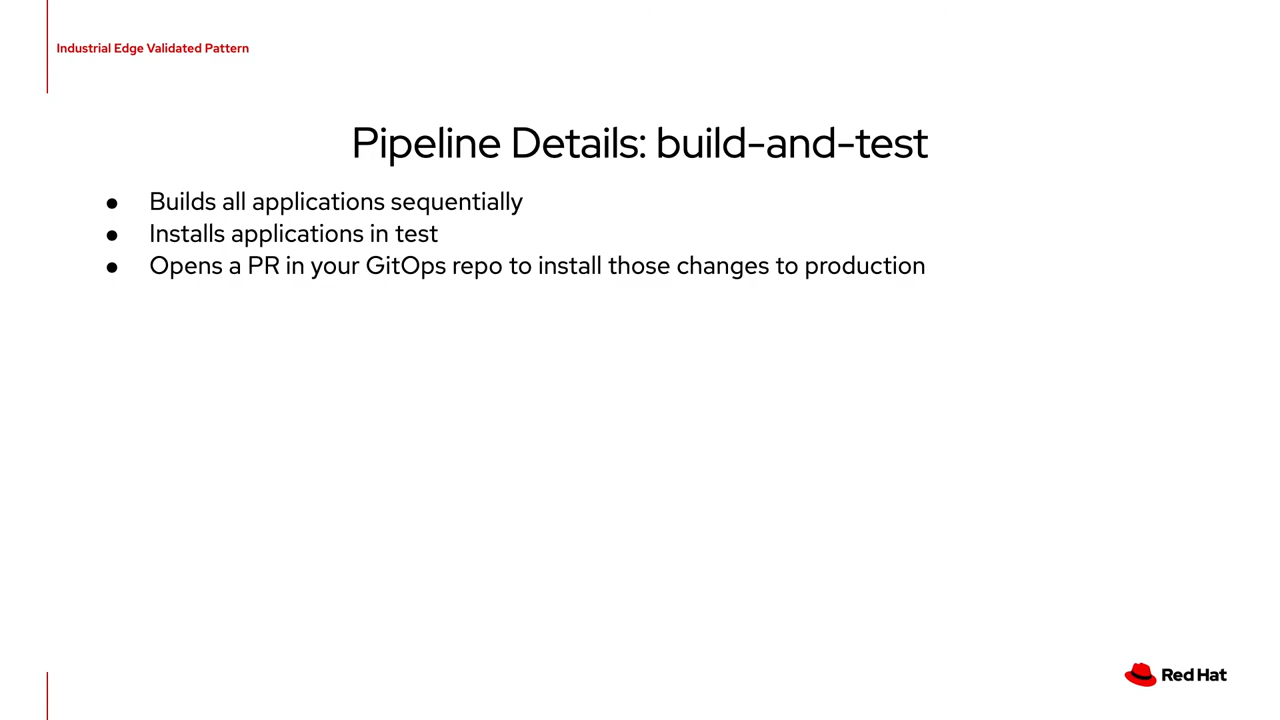 Industrial Edge Validated Pattern
Pipeline Details: build-and-test
● Builds all applications sequentially
● Installs applications in test
● Opens a PR in your GitOps repo to install those changes to production
Red Hat